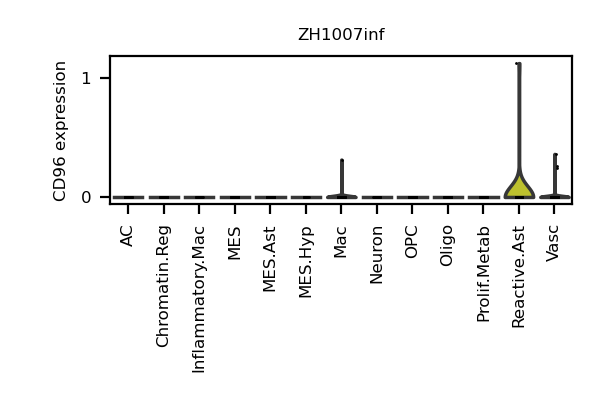 ZH1007inf
CD96 expression
1
0
AC
Chromatin.Reg
Inflammatory.Mac
MES
MES.Ast
MES.Hyp
Mac
Neuron
OPC
Oligo
Prolif.Metab
Reactive.Ast
Vasc